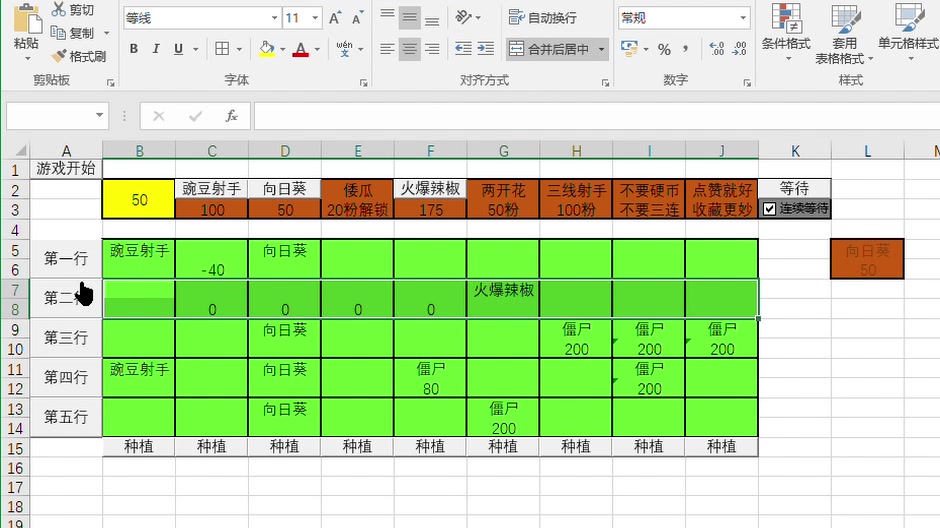 剪切
复制
粘贴
格式刷
剪贴板
等线
11
A
A
B
I
U
A
wén
字体
自动换行
合并后居中
对齐方式
常规
%
,
数字
条件格式
套用
表格格式
单元格样式
样式
fx
A B C D E F G H I J K L
1 游戏开始
2 50 豌豆射手 向日葵 倭瓜 火爆辣椒 两开花 三线射手 不要硬币 点赞就好 等待
3 100 50 20粉解锁 175 50粉 100粉 不要三连 收藏更妙 连续等待
4
5 第一行 豌豆射手 向日葵 向日葵
6 -40 50
7 第二 火爆辣椒
8 0 0 0 0
9 第三行 向日葵 僵尸 僵尸 僵尸
10 200 200 200
11 第四行 豌豆射手 向日葵 僵尸 僵尸
12 80 200
13 第五行 向日葵 僵尸
14 200
15 种植 种植 种植 种植 种植 种植 种植 种植 种植
16
17
18
19